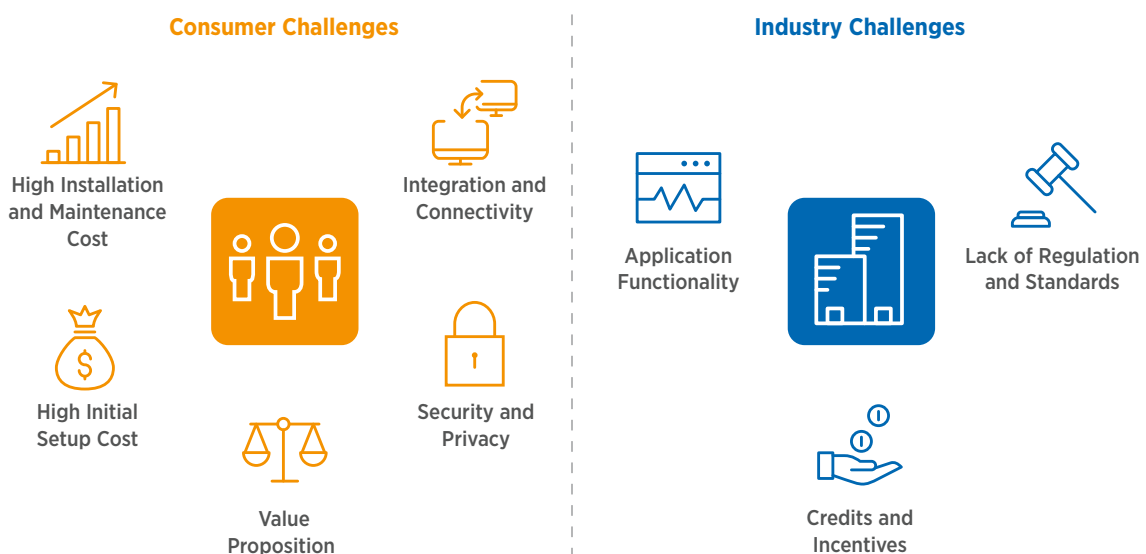 Consumer Challenges
High Installation
and Maintenance
Cost
Integration and
Connectivity
High Initial
Setup Cost
$
Security and
Privacy
Value
Proposition
Industry Challenges
Application
Functionality
Lack of Regulation
and Standards
Credits and
Incentives